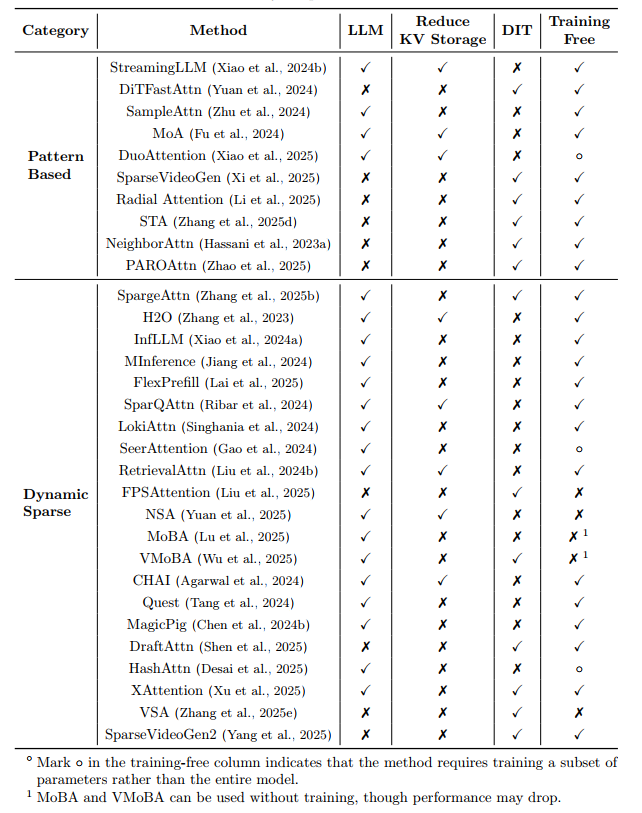 Category Method LLM Reduce KV Storage DIT Training Free
Pattern Based
StreamingLLM (Xiao et al., 2024b) ✓ ✓ ✗ ✓
DiTFastAttn (Yuan et al., 2024) ✗ ✗ ✓ ✓
SampleAttn (Zhu et al., 2024) ✓ ✗ ✗ ✓
MoA (Fu et al., 2024) ✓ ✓ ✗ ✓
DuoAttention (Xiao et al., 2025) ✓ ✓ ✗ ∘
SparseVideoGen (Xi et al., 2025) ✗ ✗ ✓ ✓
Radial Attention (Li et al., 2025) ✗ ✗ ✓ ✓
STA (Zhang et al., 2025d) ✗ ✗ ✓ ✓
NeighborAttn (Hassani et al., 2023a) ✗ ✗ ✓ ✓
PAROAttn (Zhao et al., 2025) ✗ ✗ ✓ ✓
Dynamic Sparse
SpargeAttn (Zhang et al., 2025b) ✓ ✗ ✓ ✓
H2O (Zhang et al., 2023) ✓ ✓ ✗ ✓
InfLLM (Xiao et al., 2024a) ✓ ✗ ✗ ✓
MInference (Jiang et al., 2024) ✓ ✗ ✗ ✓
FlexPrefill (Lai et al., 2025) ✓ ✗ ✗ ✓
SparQAttn (Ribar et al., 2024) ✓ ✓ ✗ ✓
LokiAttn (Singhania et al., 2024) ✓ ✗ ✗ ✓
SeerAttention (Gao et al., 2024) ✓ ✗ ✗ ∘
RetrievalAttn (Liu et al., 2024b) ✓ ✓ ✗ ✓
FPSAttention (Liu et al., 2025) ✗ ✗ ✓ ✗
NSA (Yuan et al., 2025) ✓ ✓ ✗ ✗
MoBA (Lu et al., 2025) ✓ ✗ ✗ ✗ 1
VMoBA (Wu et al., 2025) ✓ ✗ ✓ ✗ 1
CHAI (Agarwal et al., 2024) ✓ ✓ ✗ ✓
Quest (Tang et al., 2024) ✓ ✗ ✗ ✓
MagicPig (Chen et al., 2024b) ✓ ✗ ✗ ✓
DraftAttn (Shen et al., 2025) ✗ ✗ ✓ ✓
HashAttn (Desai et al., 2025) ✓ ✗ ✗ ∘
XAttention (Xu et al., 2025) ✓ ✗ ✓ ✓
VSA (Zhang et al., 2025e) ✗ ✗ ✓ ✗
SparseVideoGen2 (Yang et al., 2025) ✗ ✗ ✓ ✓
∘ Mark ∘ in the training-free column indicates that the method requires training a subset of
parameters rather than the entire model.
1 MoBA and VMoBA can be used without training, though performance may drop.